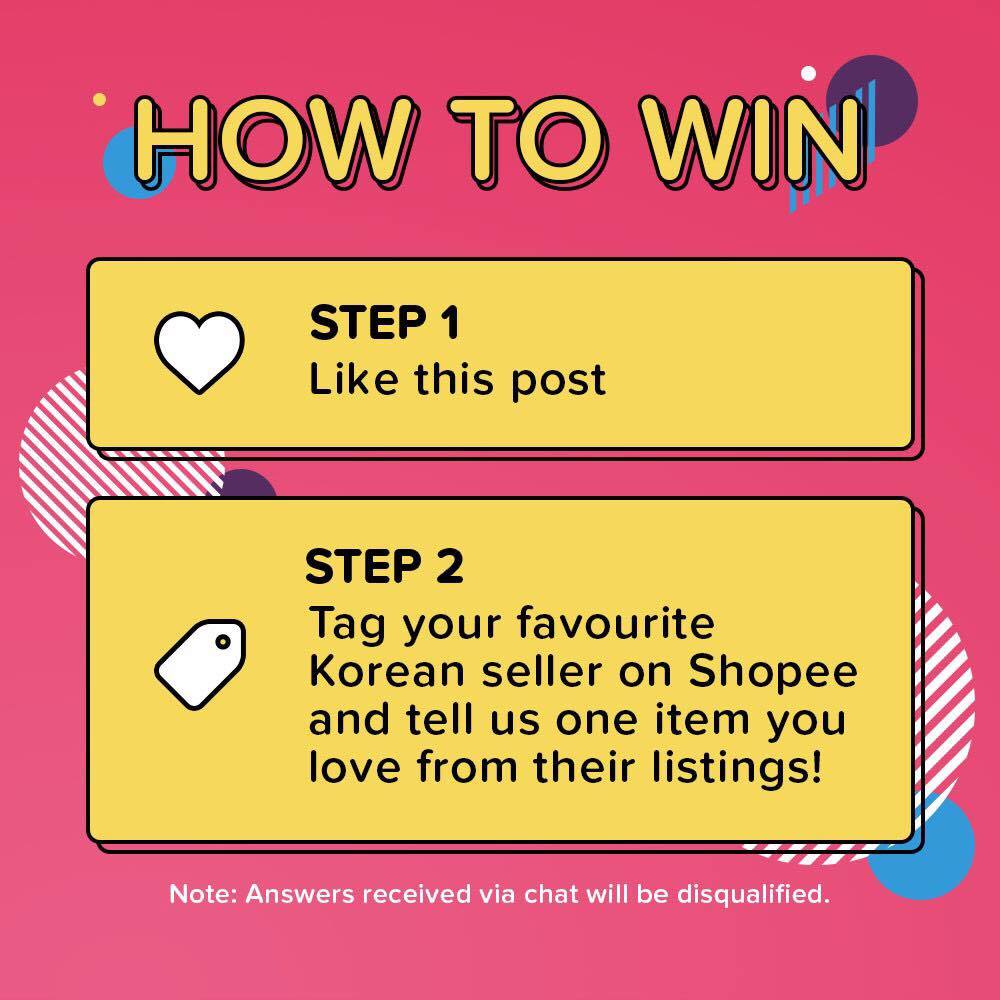 HOW TO WIN
STEP 1
Like this post
STEP 2
Tag your favourite
Korean seller on Shopee
and tell us one item you
love from their listings!
Note: Answers received via chat will be disqualified.